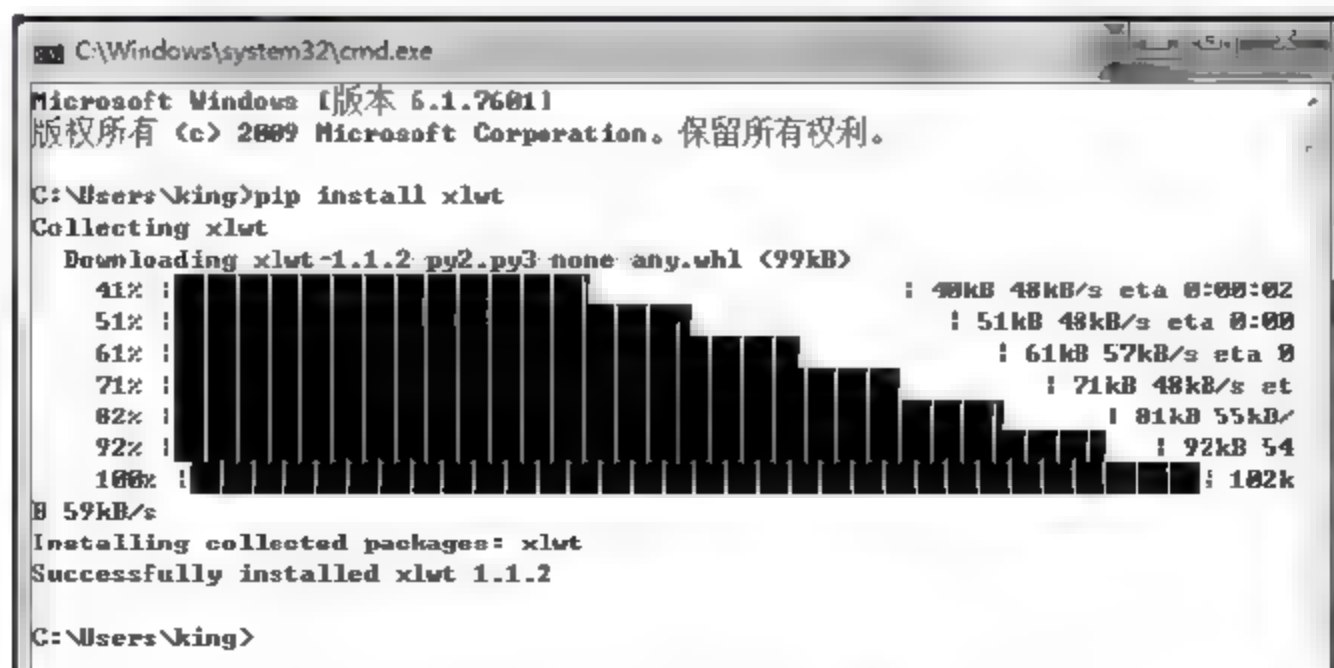 C:\Windows\system32\cmd.exe
Microsoft Windows [版本 6.1.7601]
版权所有 (c) 2009 Microsoft Corporation。保留所有权利。
C:\Users\king>pip install xlwt
Collecting xlwt
Downloading xlwt-1.1.2-py2.py3-none-any.whl (99kB)
41% | | 40kB 48kB/s eta 0:00:02
51% | | 51kB 48kB/s eta 0:00
61% | | 61kB 57kB/s eta 0
71% | | 71kB 48kB/s et
82% | | 81kB 55kB/
92% | | 92kB 54
100% | | 102k
B 59kB/s
Installing collected packages: xlwt
Successfully installed xlwt-1.1.2
C:\Users\king>